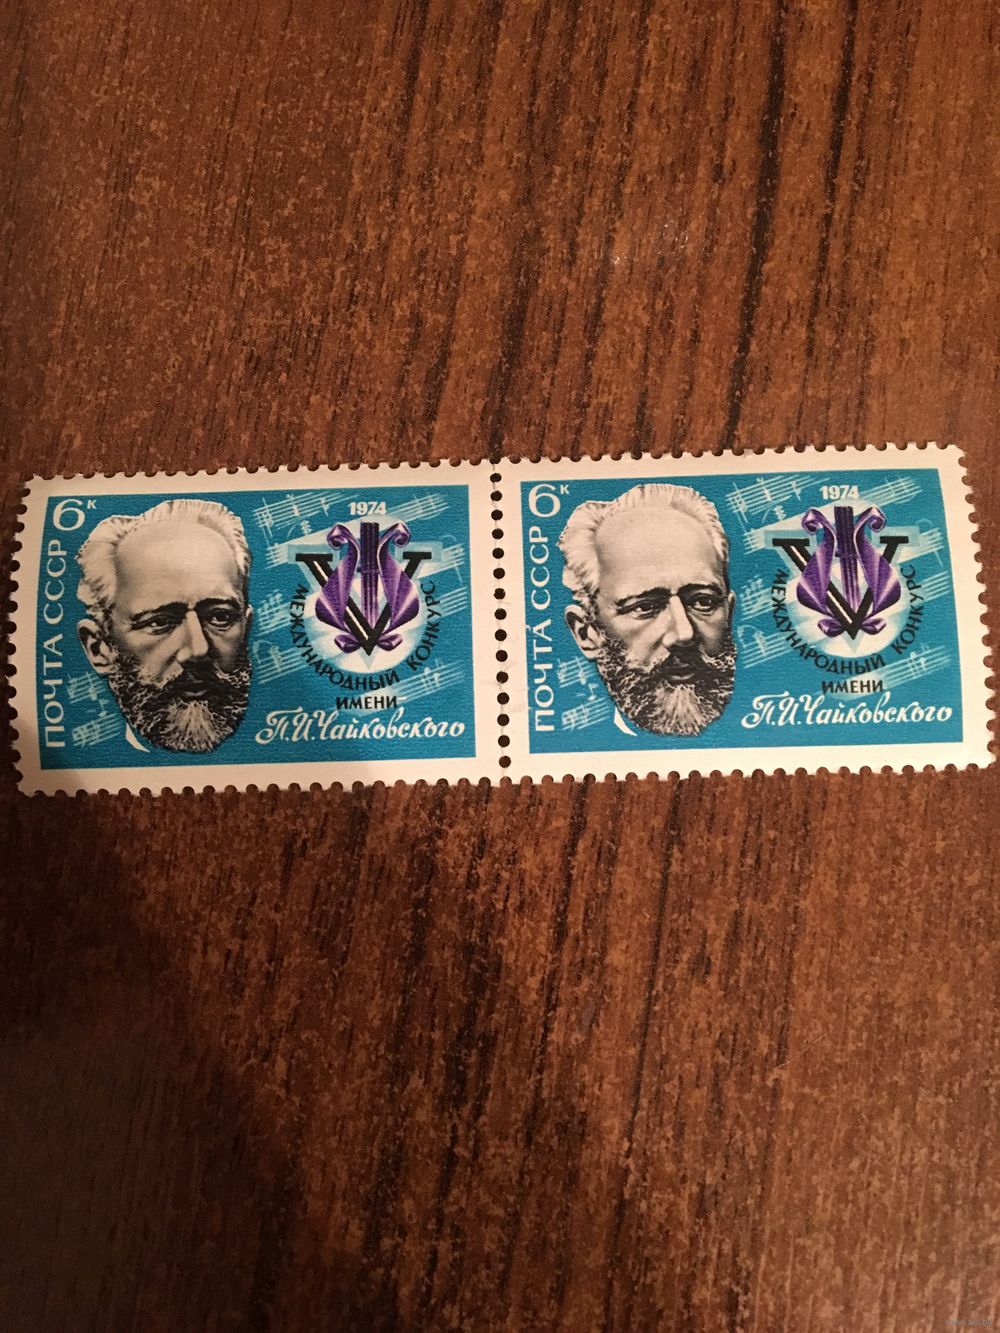 6к
ПОЧТА СССР
1974
V
МЕЖДУНАРОДНЫЙ КОНКУРС
ИМЕНИ
П.И.Чайковского
6к
ПОЧТА СССР
1974
V
МЕЖДУНАРОДНЫЙ КОНКУРС
ИМЕНИ
П.И.Чайковского